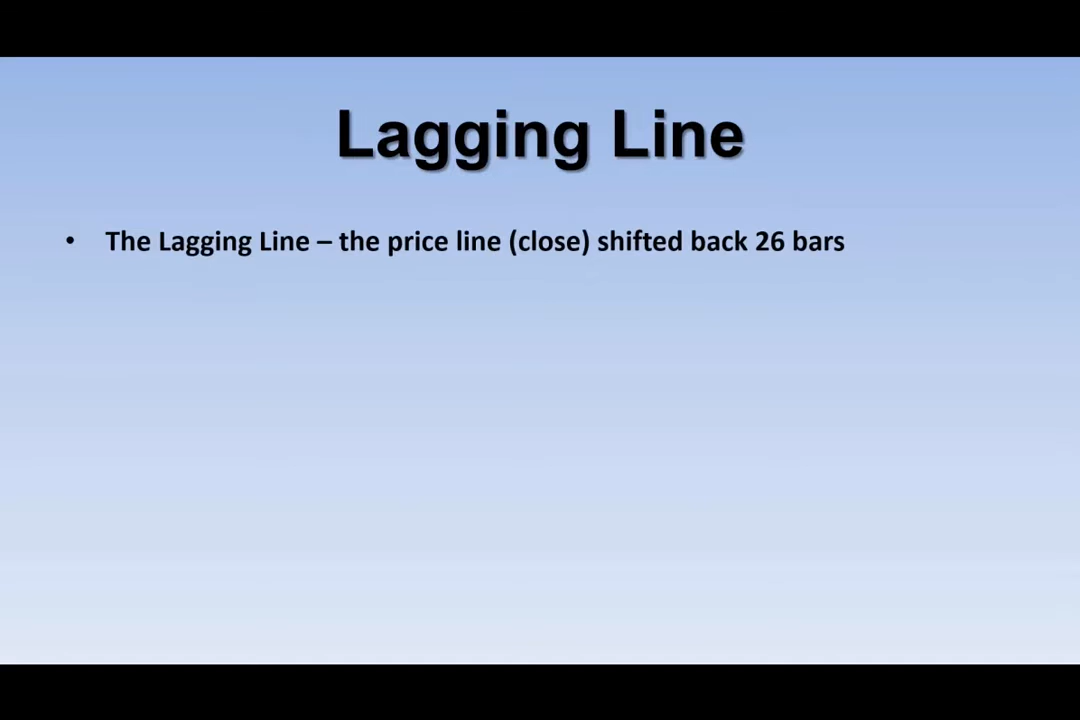 Lagging Line
• The Lagging Line – the price line (close) shifted back 26 bars